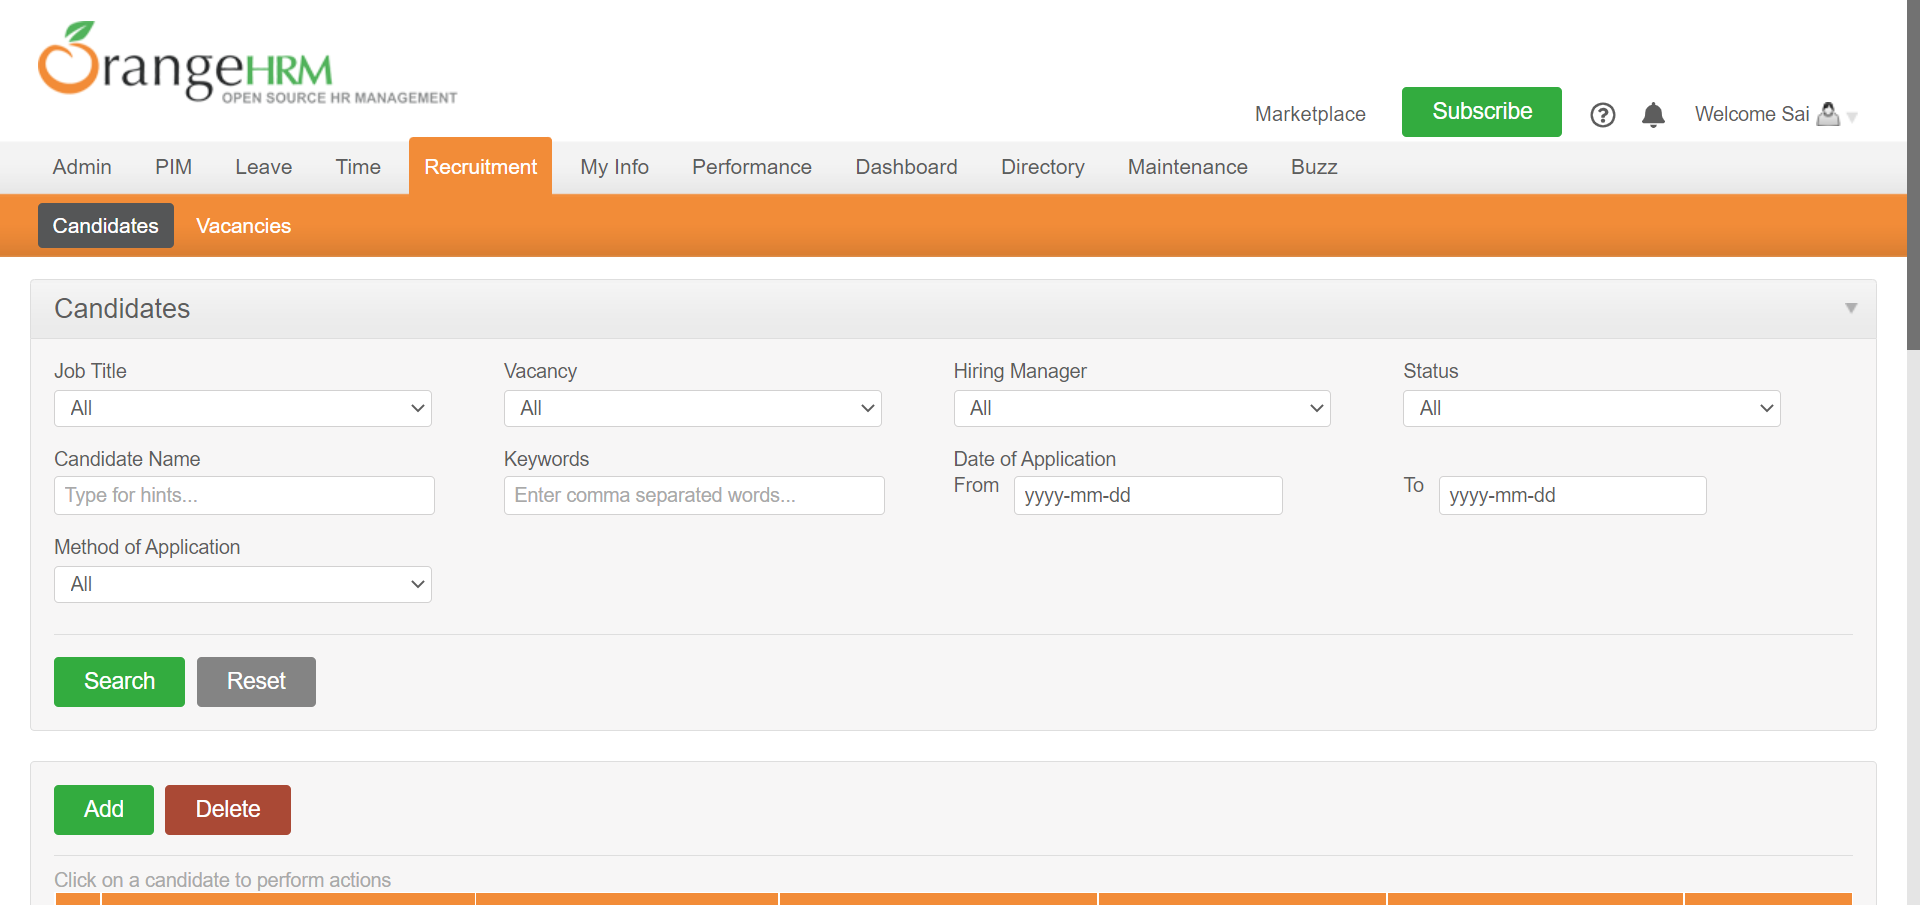 OrangeHRM
OPEN SOURCE HR MANAGEMENT
Marketplace
Subscribe
Welcome Sai
Admin
PIM
Leave
Time
Recruitment
My Info
Performance
Dashboard
Directory
Maintenance
Buzz
Candidates
Vacancies
Candidates
Job Title
Vacancy
Hiring Manager
Status
All
All
All
All
Candidate Name
Keywords
Date of Application
Type for hints...
Enter comma separated words...
From
yyyy-mm-dd
To
yyyy-mm-dd
Method of Application
All
Search
Reset
Add
Delete
Click on a candidate to perform actions